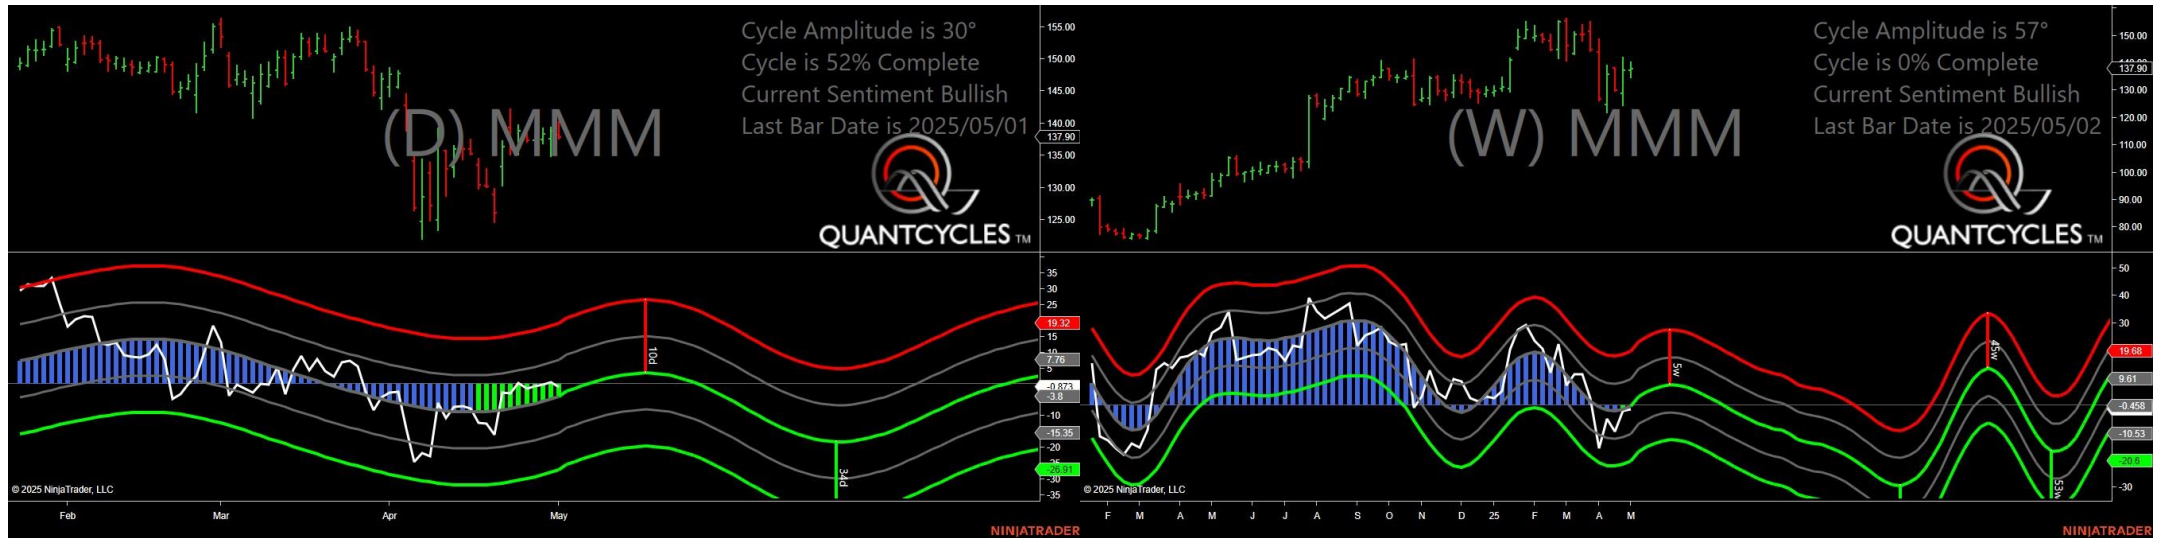 Cycle Amplitude is 30°
Cycle is 52% Complete
Current Sentiment Bullish
Last Bar Date is 2025/05/01
(D) MMM
QUANTCYCLES TM
155.00
150.00
145.00
140.00
137.90
135.00
130.00
125.00
35
30
25
19.32
15
7.76
5
-0.873
-3.8
-10
-15.35
-20
-26.91
-30
-35
10d
34d
© 2025 NinjaTrader, LLC
Feb Mar Apr May
NINJATRADER
Cycle Amplitude is 57°
Cycle is 0% Complete
Current Sentiment Bullish
Last Bar Date is 2025/05/02
(W) MMM
QUANTCYCLES TM
150.00
137.90
130.00
120.00
110.00
100.00
90.00
80.00
50
40
30
19.68
9.61
-0.458
-10.53
-20.6
-30
5w
45w
53w
© 2025 NinjaTrader, LLC
F M A M J J A S O N D 25 F M A M
NINJATRADER